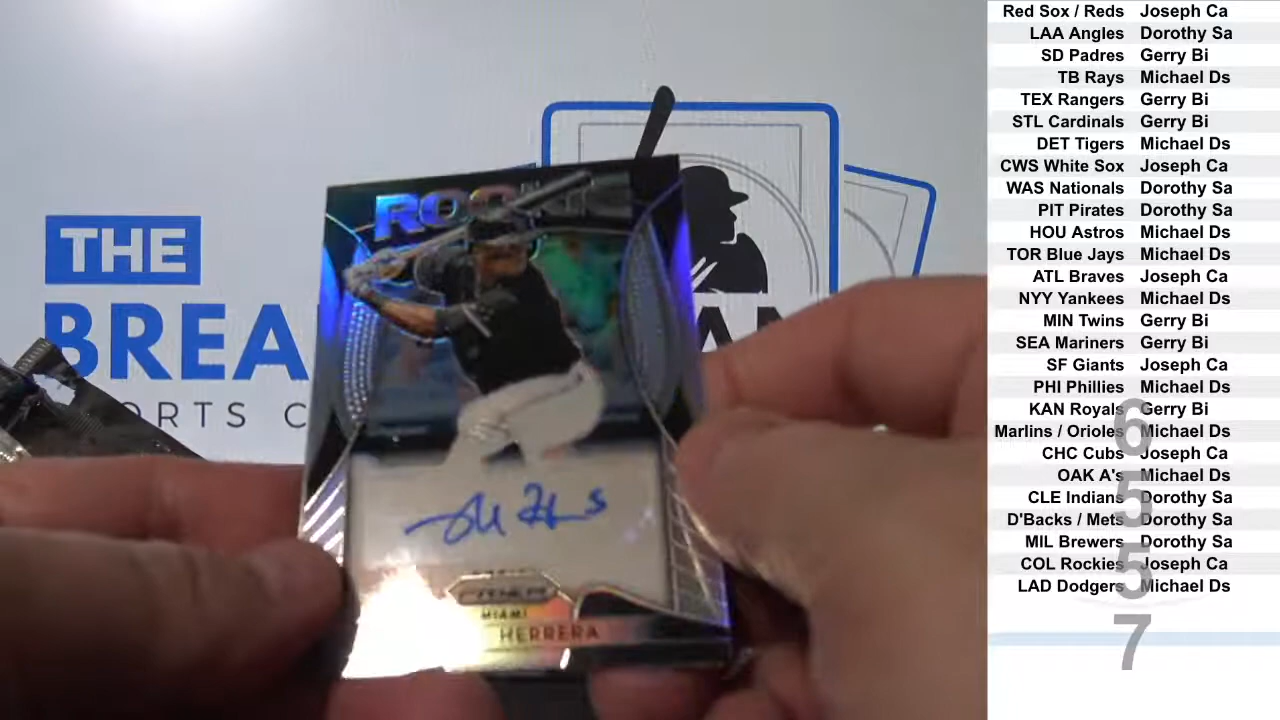 THE
BREA
ORTS C
AM
ROOKIE
PRIZM
MIAMI
HERRERA
Red Sox / Reds Joseph Ca
LAA Angles Dorothy Sa
SD Padres Gerry Bi
TB Rays Michael Ds
TEX Rangers Gerry Bi
STL Cardinals Gerry Bi
DET Tigers Michael Ds
CWS White Sox Joseph Ca
WAS Nationals Dorothy Sa
PIT Pirates Dorothy Sa
HOU Astros Michael Ds
TOR Blue Jays Michael Ds
ATL Braves Joseph Ca
NYY Yankees Michael Ds
MIN Twins Gerry Bi
SEA Mariners Gerry Bi
SF Giants Joseph Ca
PHI Phillies Michael Ds
KAN Royals Gerry Bi
Marlins / Orioles Michael Ds
CHC Cubs Joseph Ca
OAK A's Michael Ds
CLE Indians Dorothy Sa
D'Backs / Mets Dorothy Sa
MIL Brewers Dorothy Sa
COL Rockies Joseph Ca
LAD Dodgers Michael Ds
6
5
5
7